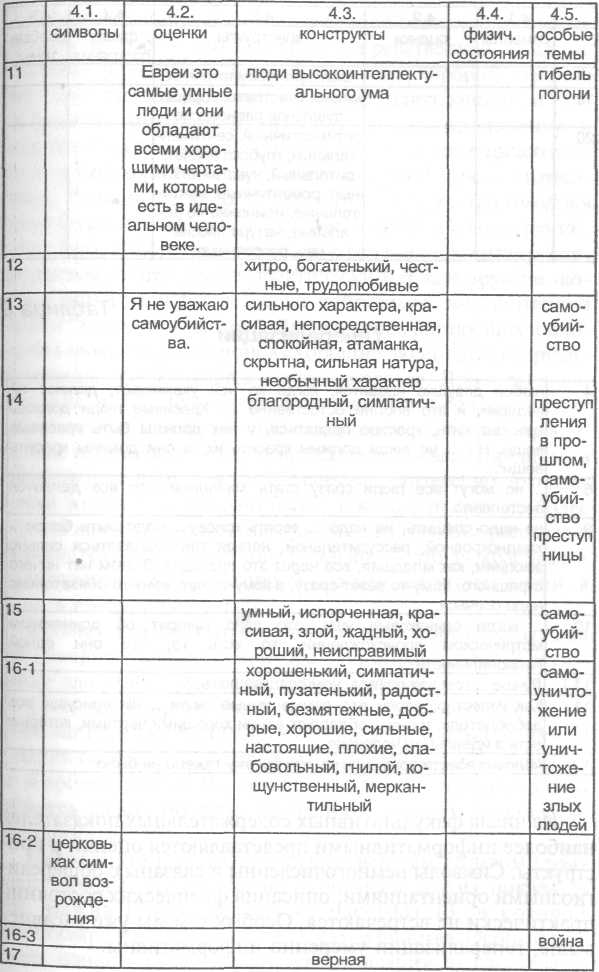 4.1. 4.2. 4.3. 4.4. 4.5.
символы оценки конструкты физич. особые
состояния темы
11 Евреи это люди высокоинтеллекту- гибель
самые умные ального ума погони
люди и они
обладают
всеми хоро-
шими черта-
ми, которые
есть в иде-
альном чело-
веке.
12 хитро, богатенький, чест-
ные, трудолюбивые
13 Я не уважаю сильного характера, кра- само-
самоубийст- сивая, непосредственная, убий-
ва. спокойная, атаманка, ство
скрытна, сильная натура,
необычный характер
14 благородный, симпатич- преступ
ный ления
в про
шлом,
само-
убий-
ство
преступ
ницы
15 умный, испорченная, кра- само-
сивая, злой, жадный, хо- убий-
роший, неисправимый ство
16-1 хорошенький, симпатич- само-
ный, пузатенький, радост- уничто-
ный, безмятежные, доб- жение
рые, хорошие, сильные, или
настоящие, плохие, сла- унич-
бовольный, гнилой, ко- тоже-
щунственный, меркан- ние
тильный злых
людей
16-2 церковь
как сим-
вол воз-
рожде-
ния
16-3 война
17 верная